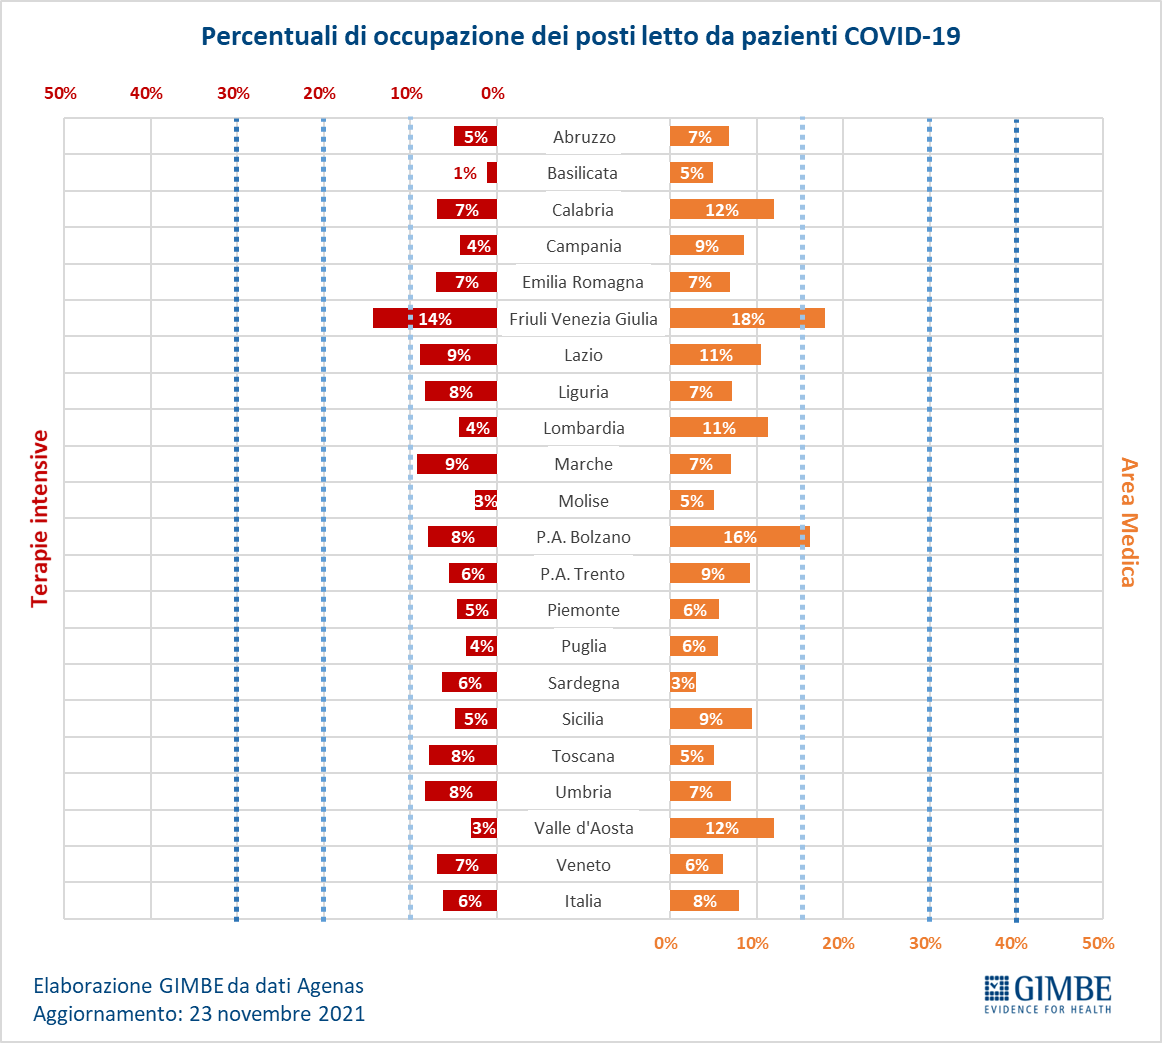 Percentuali di occupazione dei posti letto da pazienti COVID-19
50% 40% 30% 20% 10% 0%
5% Abruzzo 7%
1% Basilicata 5%
7% Calabria 12%
4% Campania 9%
7% Emilia Romagna 7%
14% Friuli Venezia Giulia 18%
9% Lazio 11%
8% Liguria 7%
4% Lombardia 11%
9% Marche 7%
3% Molise 5%
8% P.A. Bolzano 16%
6% P.A. Trento 9%
5% Piemonte 6%
4% Puglia 6%
6% Sardegna 3%
5% Sicilia 9%
8% Toscana 5%
8% Umbria 7%
3% Valle d'Aosta 12%
7% Veneto 6%
6% Italia 8%
Terapie intensive
Area Medica
0% 10% 20% 30% 40% 50%
Elaborazione GIMBE da dati Agenas
Aggiornamento: 23 novembre 2021
GIMBE
EVIDENCE FOR HEALTH